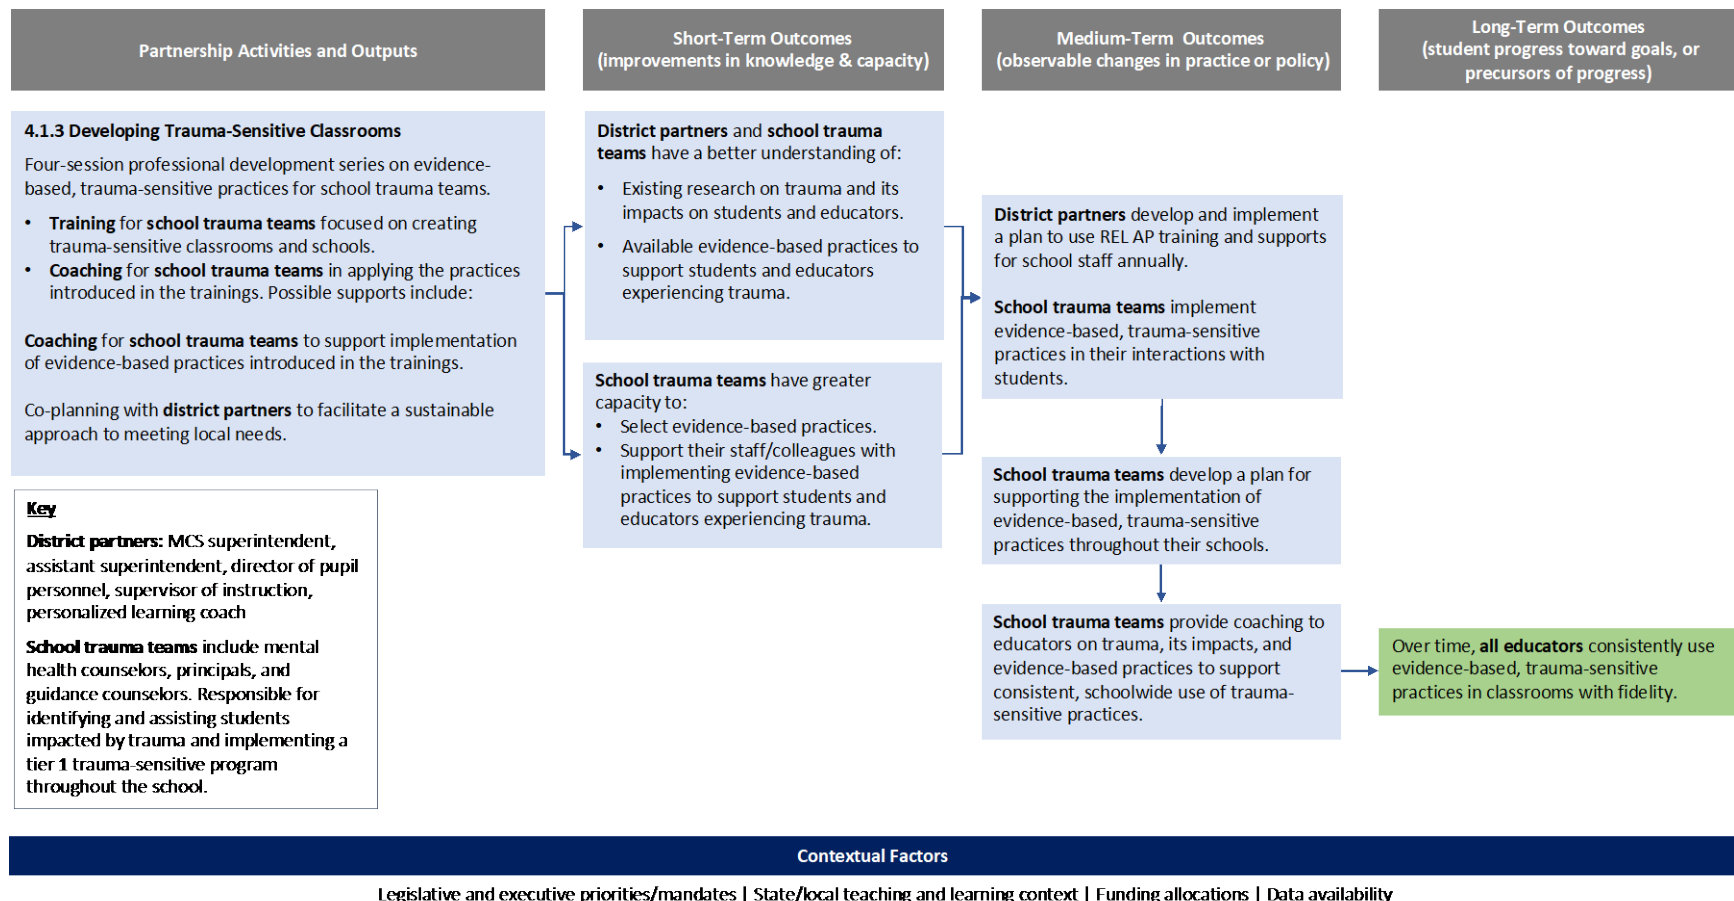 Partnership Activities and Outputs
Short-Term Outcomes
(improvements in knowledge & capacity)
Medium-Term Outcomes
(observable changes in practice or policy)
Long-Term Outcomes
(student progress toward goals, or
precursors of progress)
4.1.3 Developing Trauma-Sensitive Classrooms
Four-session professional development series on evidence-
based, trauma-sensitive practices for school trauma teams.
• Training for school trauma teams focused on creating
trauma-sensitive classrooms and schools.
• Coaching for school trauma teams in applying the practices
introduced in the trainings. Possible supports include:
Coaching for school trauma teams to support implementation
of evidence-based practices introduced in the trainings.
Co-planning with district partners to facilitate a sustainable
approach to meeting local needs.
Key
District partners: MCS superintendent,
assistant superintendent, director of pupil
personnel, supervisor of instruction,
personalized learning coach
School trauma teams include mental
health counselors, principals, and
guidance counselors. Responsible for
identifying and assisting students
impacted by trauma and implementing a
tier 1 trauma-sensitive program
throughout the school.
District partners and school trauma
teams have a better understanding of:
• Existing research on trauma and its
impacts on students and educators.
• Available evidence-based practices to
support students and educators
experiencing trauma.
School trauma teams have greater
capacity to:
• Select evidence-based practices.
• Support their staff/colleagues with
implementing evidence-based
practices to support students and
educators experiencing trauma.
District partners develop and implement
a plan to use REL AP training and supports
for school staff annually.
School trauma teams implement
evidence-based, trauma-sensitive
practices in their interactions with
students.
School trauma teams develop a plan for
supporting the implementation of
evidence-based, trauma-sensitive
practices throughout their schools.
School trauma teams provide coaching to
educators on trauma, its impacts, and
evidence-based practices to support
consistent, schoolwide use of trauma-
sensitive practices.
Over time, all educators consistently use
evidence-based, trauma-sensitive
practices in classrooms with fidelity.
Contextual Factors
Legislative and executive priorities/mandates | State/local teaching and learning context | Funding allocations | Data availability